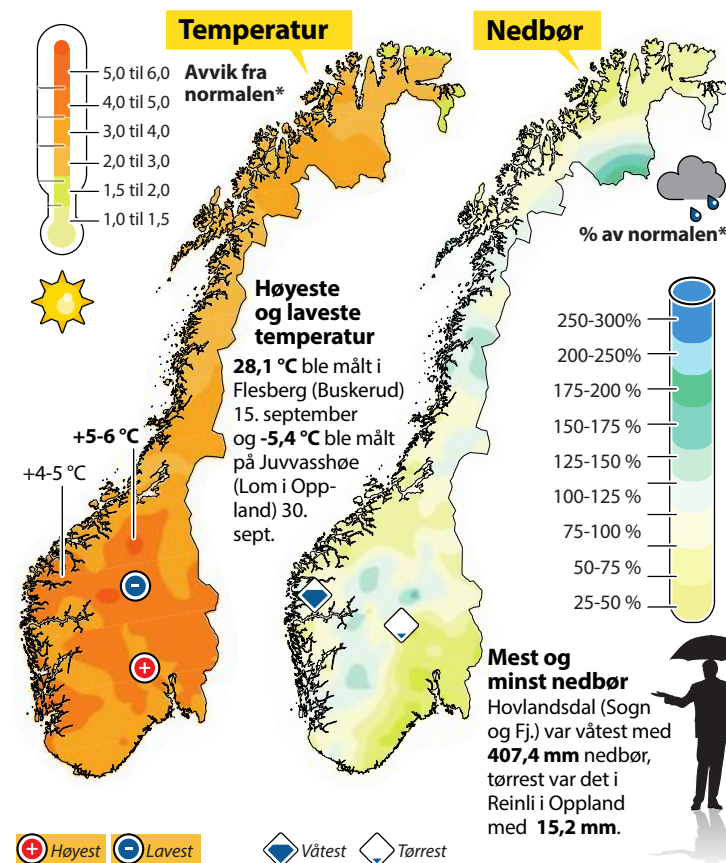 Temperatur
Avvik fra
normalen*
5,0 til 6,0
4,0 til 5,0
3,0 til 4,0
2,0 til 3,0
1,5 til 2,0
1,0 til 1,5
Høyeste
og laveste
temperatur
28,1 °C ble målt i
Flesberg (Buskerud)
15. september
og -5,4 °C ble målt
på Juvvasshøe
(Lom i Opp-
land) 30.
sept.
+5-6 °C
+4-5 °C
Høyest
Lavest
Nedbør
% av normalen*
250-300%
200-250%
175-200 %
150-175 %
125-150 %
100-125 %
75-100 %
50-75 %
25-50 %
Mest og
minst nedbør
Hovlandsdal (Sogn
og Fj.) var våtest med
407,4 mm nedbør,
tørrest var det i
Reinli i Oppland
med 15,2 mm.
Våtest
Tørrest